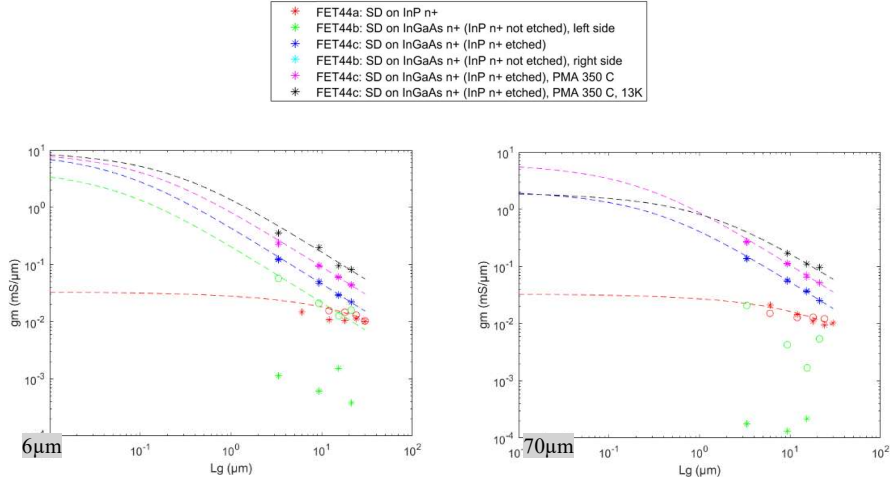 FET44a: SD on InP n+
FET44b: SD on InGaAs n+ (InP n+ not etched), left side
FET44c: SD on InGaAs n+ (InP n+ etched)
FET44b: SD on InGaAs n+ (InP n+ not etched), right side
FET44c: SD on InGaAs n+ (InP n+ etched), PMA 350 C
FET44c: SD on InGaAs n+ (InP n+ etched), PMA 350 C, 13K
10^1
10^0
10^-1
10^-2
10^-3
10^-4
gm (mS/µm)
10^-1
10^0
10^1
10^2
Lg (µm)
6µm
10^1
10^0
10^-1
10^-2
10^-3
10^-4
gm (mS/µm)
10^-2
10^-1
10^0
10^1
10^2
Lg (µm)
70µm